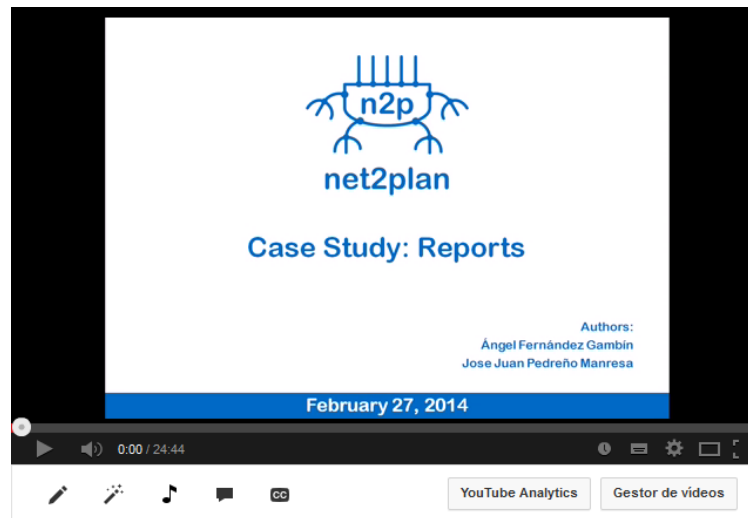 n2p
net2plan
Case Study: Reports
Authors:
Ángel Fernández Gambín
Jose Juan Pedreño Manresa
February 27, 2014
0:00 / 24:44
CC
YouTube Analytics
Gestor de vídeos